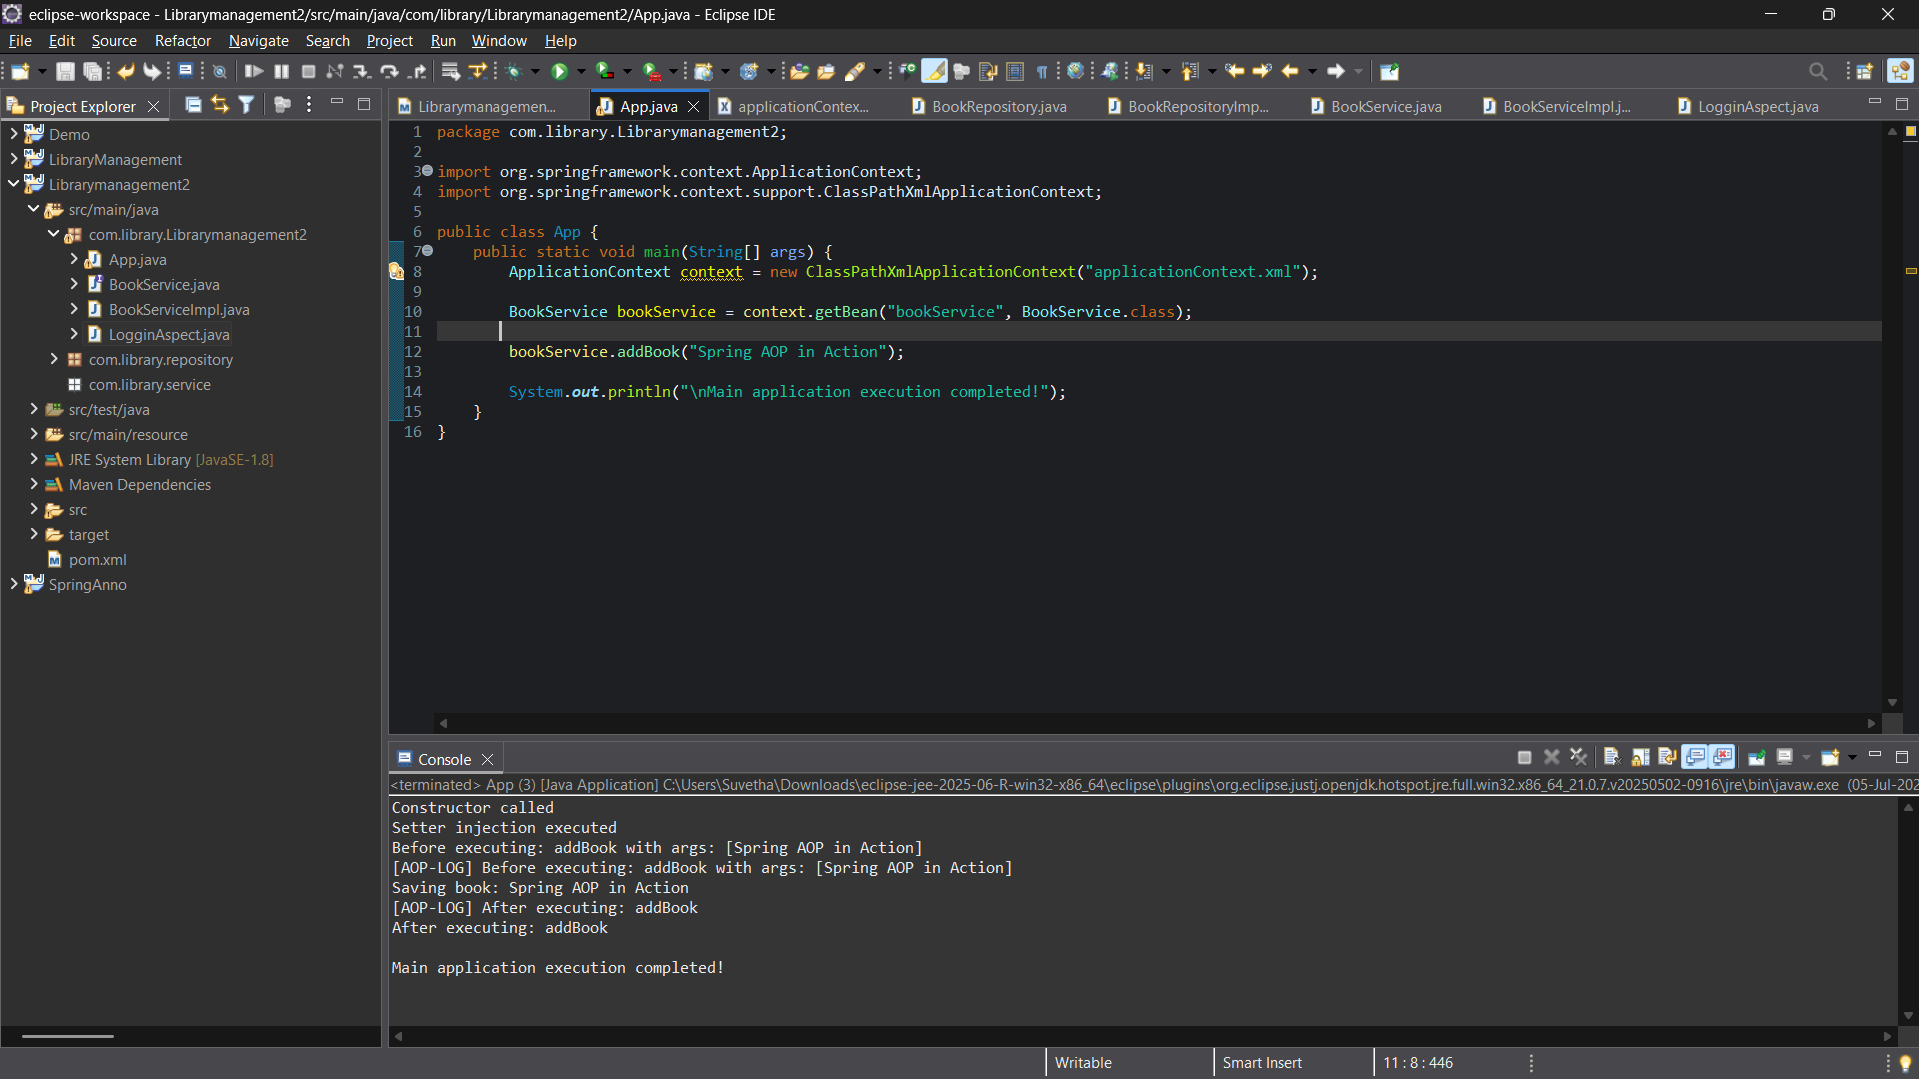 eclipse-workspace - Librarymanagement2/src/main/java/com/library/Librarymanagement2/App.java - Eclipse IDE
File Edit Source Refactor Navigate Search Project Run Window Help
Project Explorer
Demo
LibraryManagement
Librarymanagement2
src/main/java
com.library.Librarymanagement2
App.java
BookService.java
BookServiceImpl.java
LogginAspect.java
com.library.repository
com.library.service
src/test/java
src/main/resource
JRE System Library [JavaSE-1.8]
Maven Dependencies
src
target
pom.xml
SpringAnno
Librarymanagemen... App.java applicationContex... BookRepository.java BookRepositoryImp... BookService.java BookServiceImpl.j... LogginAspect.java
1 package com.library.Librarymanagement2;
2
3 import org.springframework.context.ApplicationContext;
4 import org.springframework.context.support.ClassPathXmlApplicationContext;
5
6 public class App {
7 public static void main(String[] args) {
8 ApplicationContext context = new ClassPathXmlApplicationContext("applicationContext.xml");
9
10 BookService bookService = context.getBean("bookService", BookService.class);
11
12 bookService.addBook("Spring AOP in Action");
13
14 System.out.println("\nMain application execution completed!");
15 }
16 }
Console
<terminated> App (3) [Java Application] C:\Users\Suvetha\Downloads\eclipse-jee-2025-06-R-win32-x86_64\eclipse\plugins\org.eclipse.justj.openjdk.hotspot.jre.full.win32.x86_64_21.0.7.v20250502-0916\jre\bin\javaw.exe (05-Jul-202
Constructor called
Setter injection executed
Before executing: addBook with args: [Spring AOP in Action]
[AOP-LOG] Before executing: addBook with args: [Spring AOP in Action]
Saving book: Spring AOP in Action
[AOP-LOG] After executing: addBook
After executing: addBook
Main application execution completed!
Writable Smart Insert 11 : 8 : 446